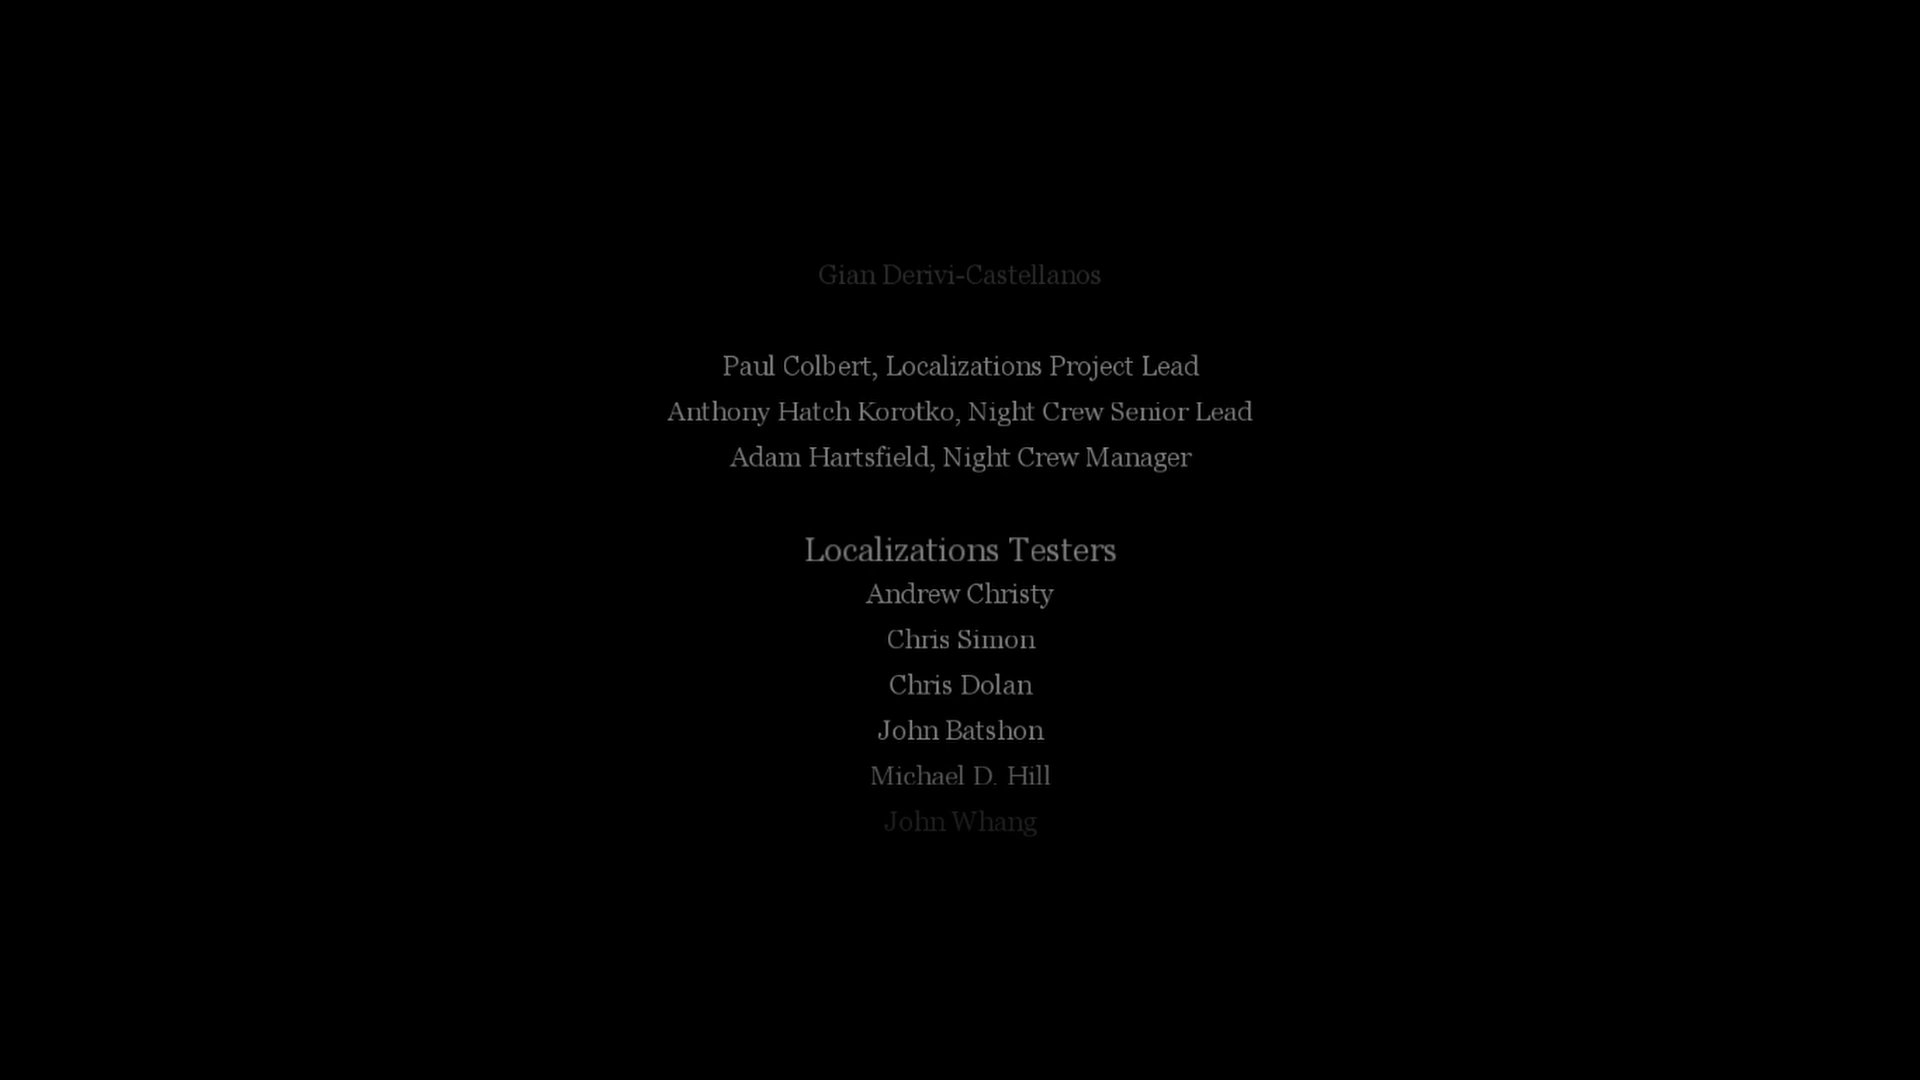 Gian Derivi-Castellanos
Paul Colbert, Localizations Project Lead
Anthony Hatch Korotko, Night Crew Senior Lead
Adam Hartsfield, Night Crew Manager
Localizations Testers
Andrew Christy
Chris Simon
Chris Dolan
John Batshon
Michael D. Hill
John Whang